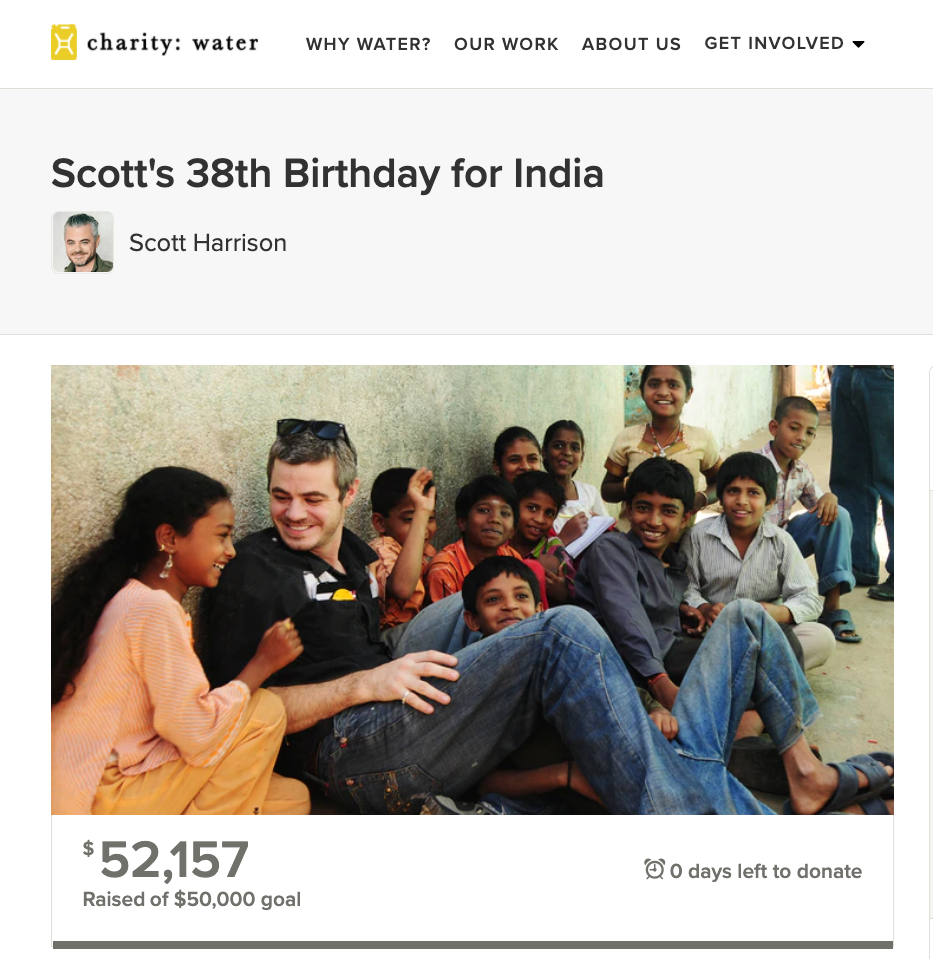 charity: water
WHY WATER? OUR WORK ABOUT US GET INVOLVED
Scott's 38th Birthday for India
Scott Harrison
$52,157
0 days left to donate
Raised of $50,000 goal